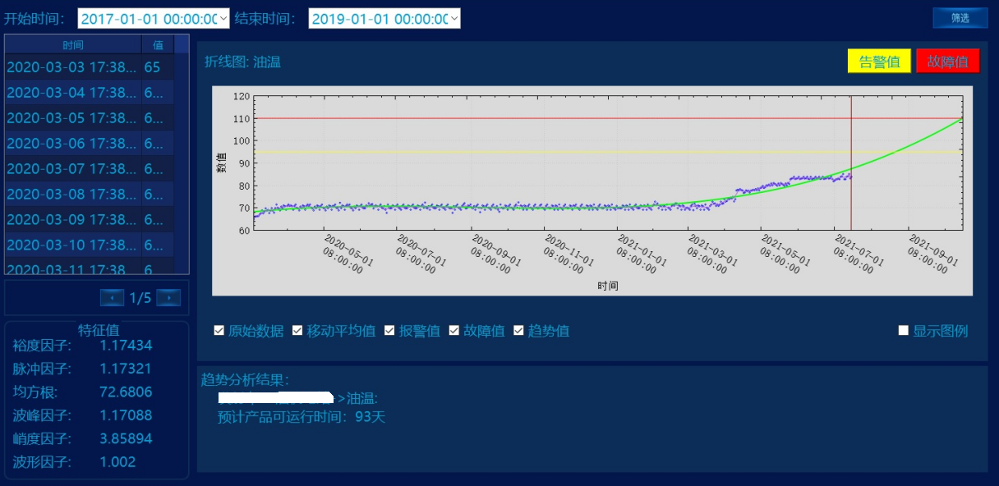 开始时间： 2017-01-01 00:00:00 结束时间： 2019-01-01 00:00:00 筛选
时间 值
2020-03-03 17:38... 65
2020-03-04 17:38... 6...
2020-03-05 17:38... 6...
2020-03-06 17:38... 6...
2020-03-07 17:38... 6...
2020-03-08 17:38... 6...
2020-03-09 17:38... 6...
2020-03-10 17:38... 6...
2020-03-11 17:38 6
1/5
特征值
裕度因子: 1.17434
脉冲因子: 1.17321
均方根: 72.6806
波峰因子: 1.17088
峭度因子: 3.85894
波形因子: 1.002
折线图: 油温
告警值 故障值
120
110
100
90
80
70
60
数值
2020-05-01 08:00:00
2020-07-01 08:00:00
2020-09-01 08:00:00
2020-11-01 08:00:00
2021-01-01 08:00:00
2021-03-01 08:00:00
2021-05-01 08:00:00
2021-07-01 08:00:00
2021-09-01 08:00:00
时间
原始数据 移动平均值 报警值 故障值 趋势值 显示图例
趋势分析结果：
->油温:
预计产品可运行时间：93天